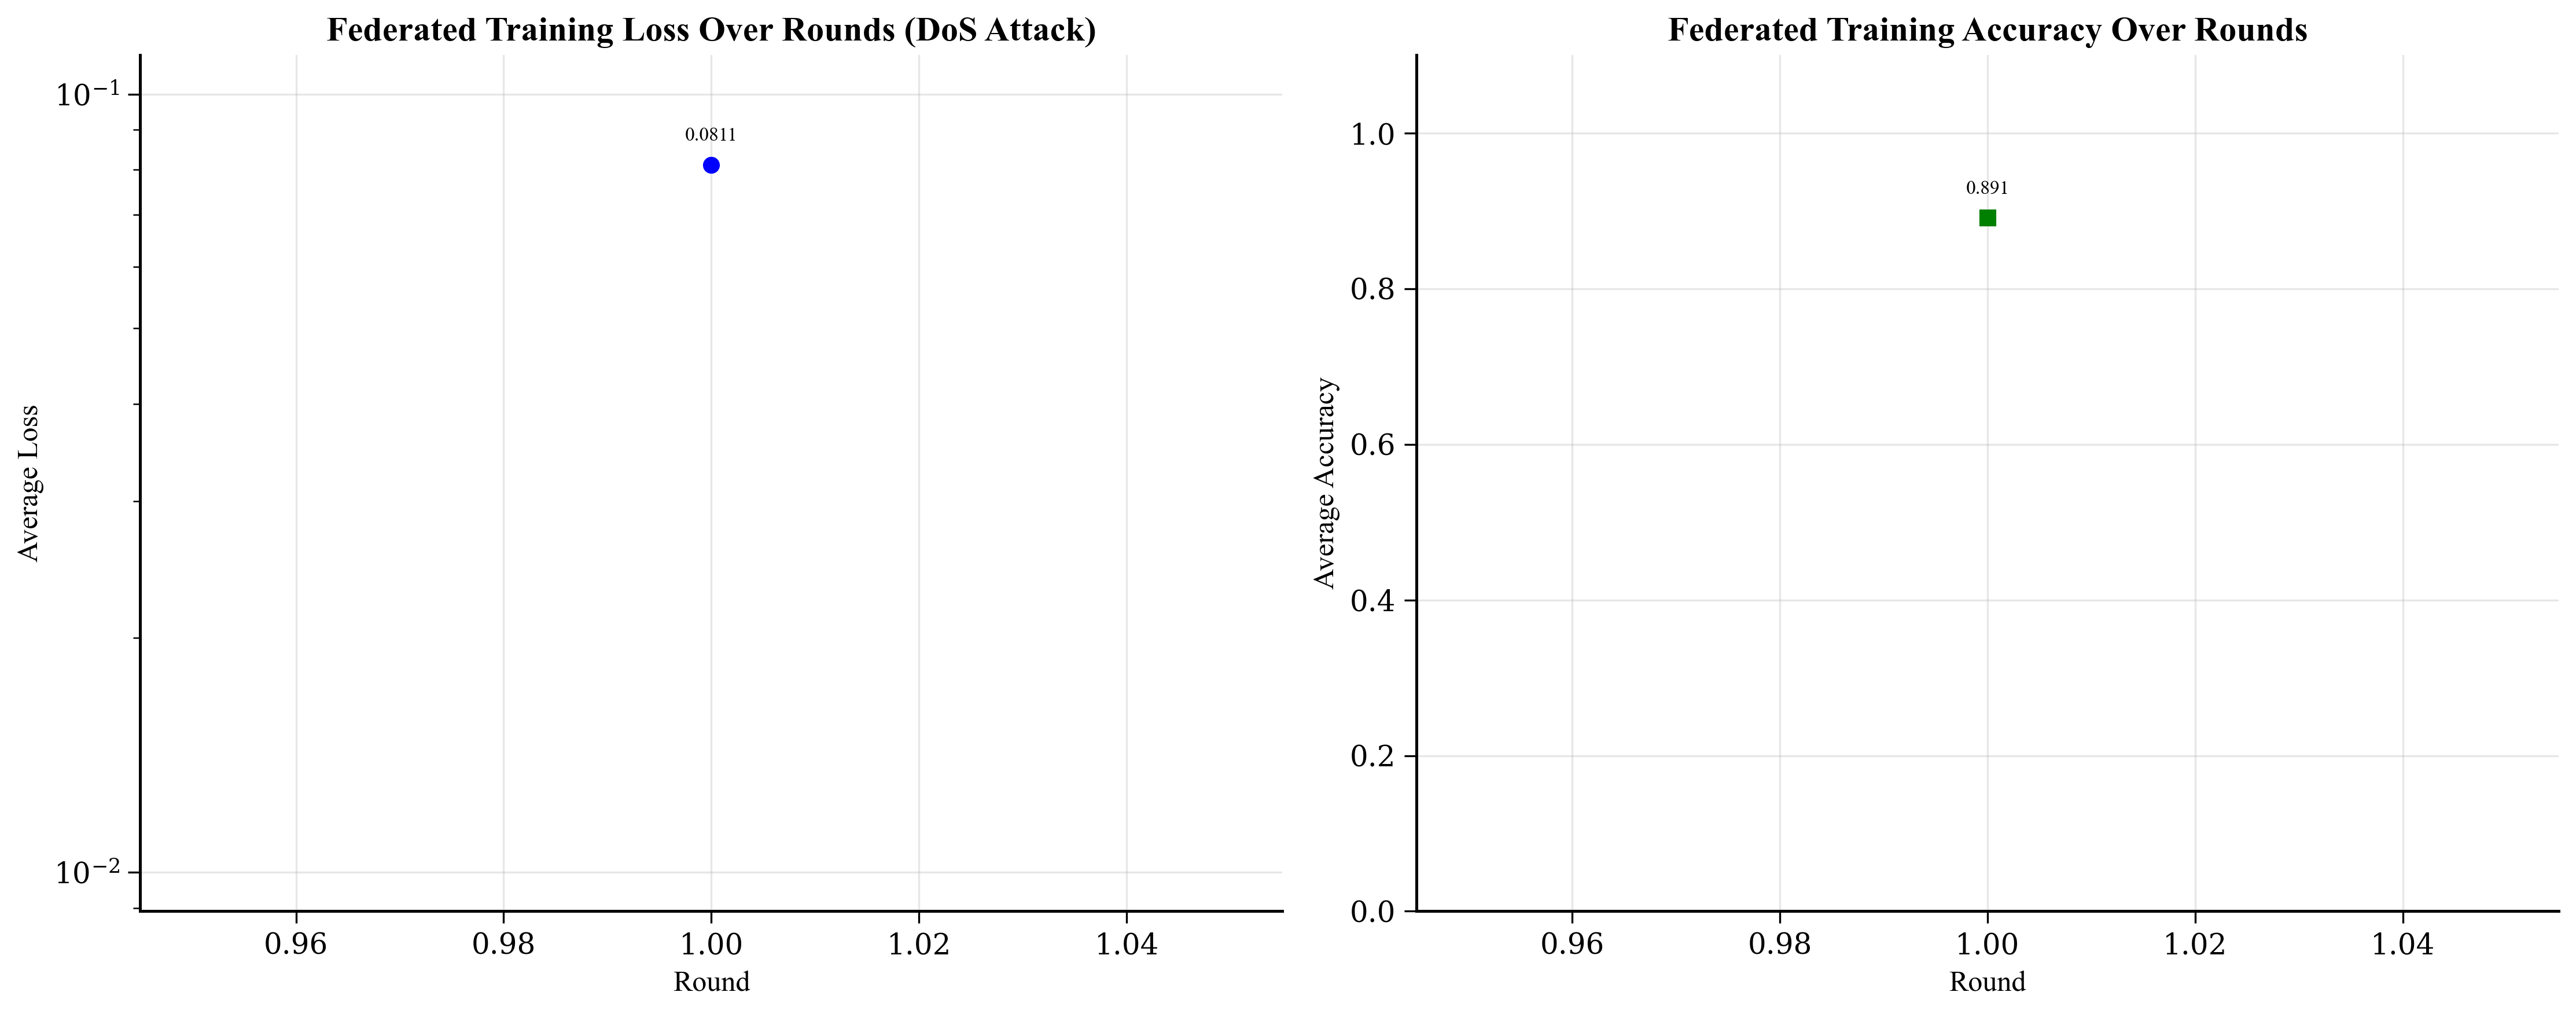 Federated Training Loss Over Rounds (DoS Attack)
Average Loss
10⁻¹
10⁻²
0.0811
0.96 0.98 1.00 1.02 1.04
Round
Federated Training Accuracy Over Rounds
Average Accuracy
1.0
0.8
0.6
0.4
0.2
0.0
0.891
0.96 0.98 1.00 1.02 1.04
Round